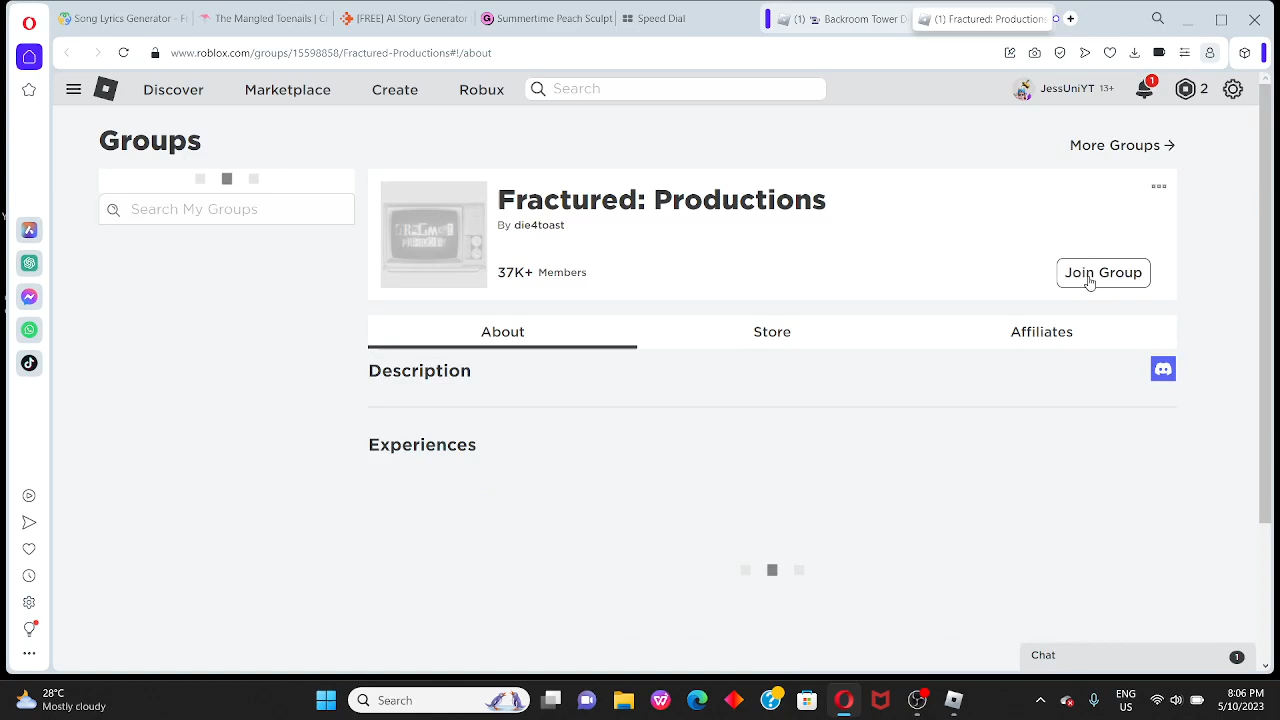 Song Lyrics Generator - F
The Mangled Toenails | C
[FREE] AI Story Generator
Summertime Peach Sculpt
Speed Dial
(1) Backroom Tower D
(1) Fractured: Productions
www.roblox.com/groups/15598858/Fractured-Productions#!/about
Discover
Marketplace
Create
Robux
Search
JessUniYT 13+
1
2
Groups
More Groups →
Search My Groups
Fractured: Productions
By die4toast
37K+ Members
Join Group
About
Store
Affiliates
Description
Experiences
Chat
1
28°C
Mostly cloudy
Search
ENG
US
8:06 PM
5/10/2023